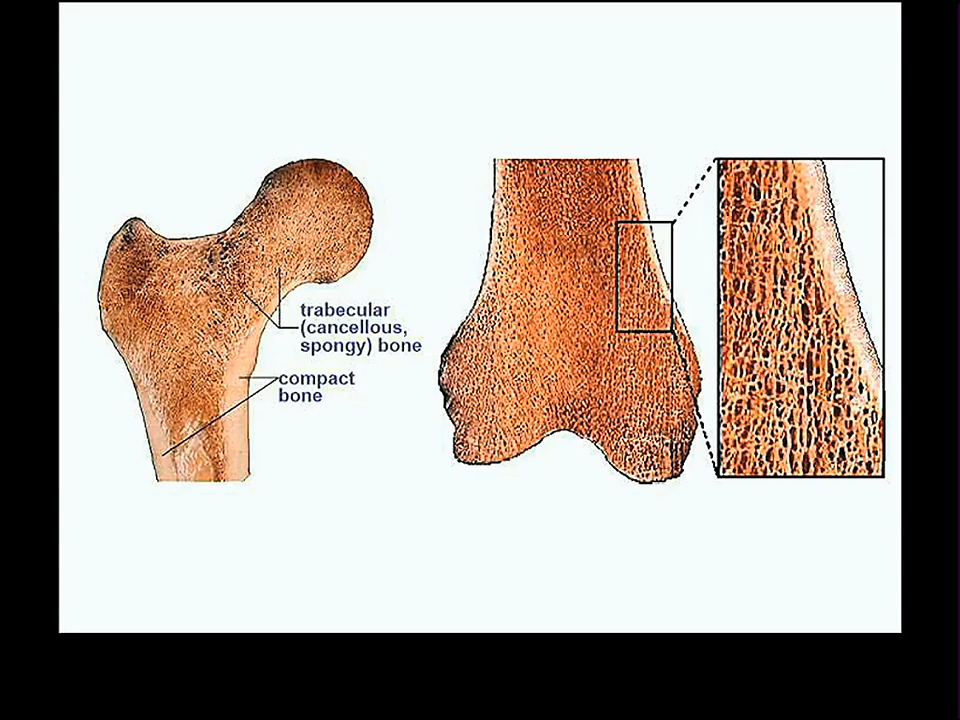 trabecular
(cancellous,
spongy) bone
compact
bone